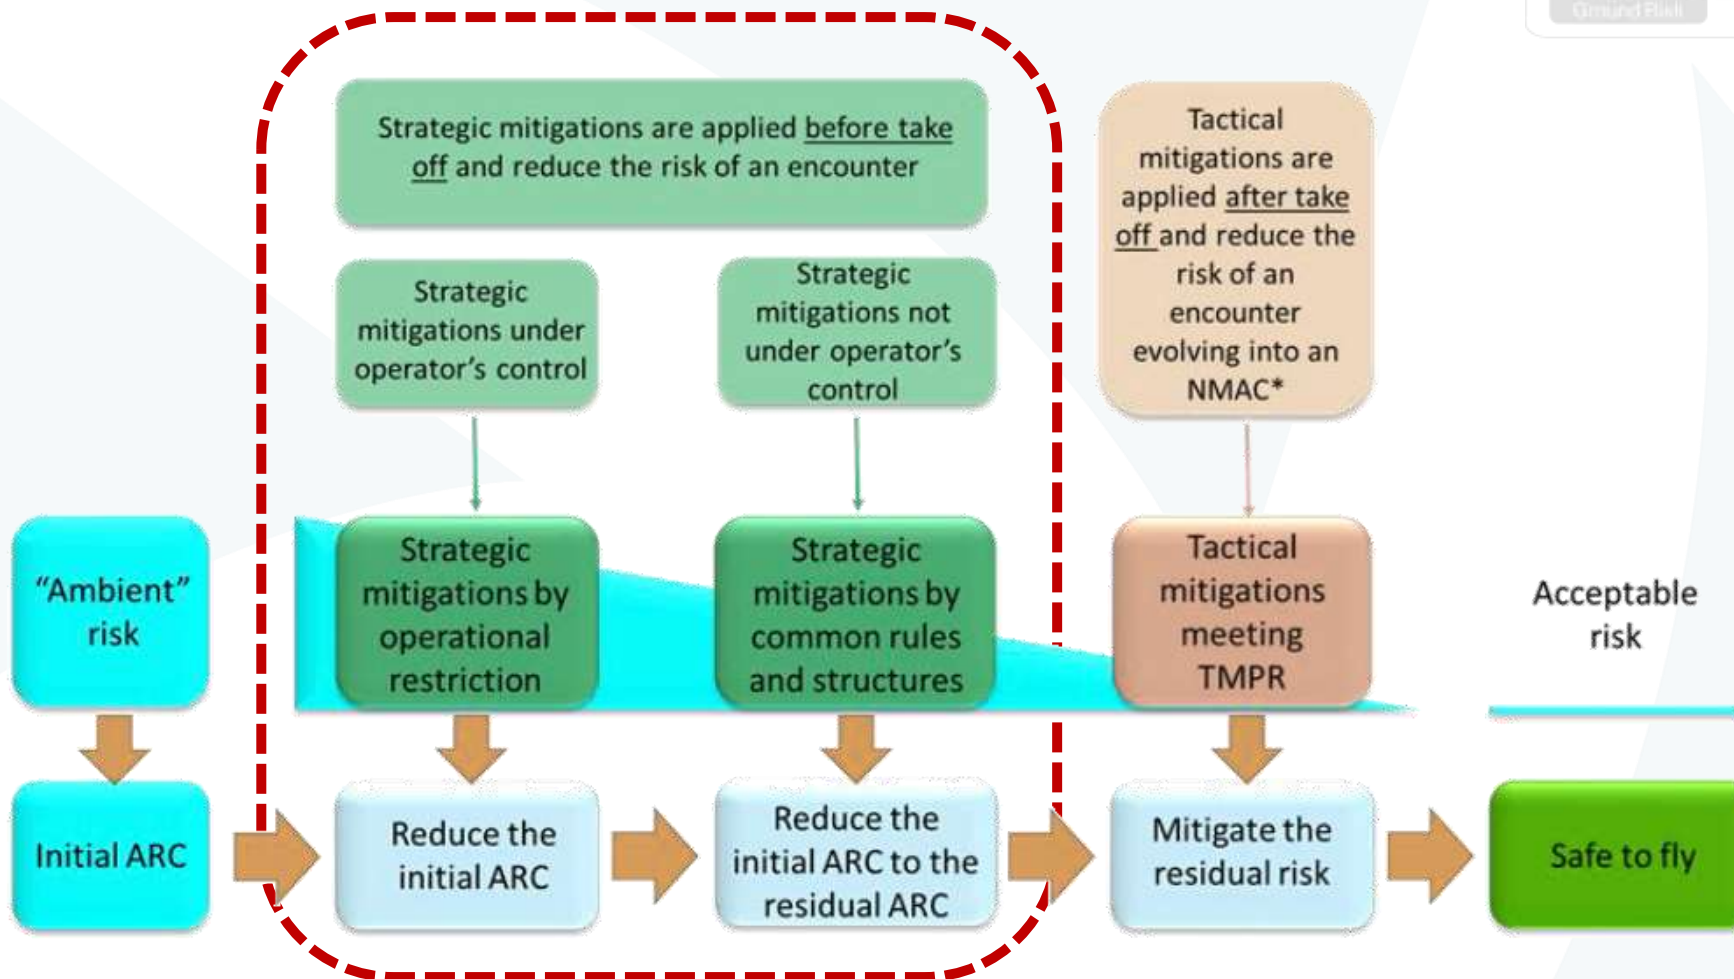 Gmünd Bikli
Strategic mitigations are applied before take
off and reduce the risk of an encounter
Tactical
mitigations are
applied after take
off and reduce the
risk of an
encounter
evolving into an
NMAC*
Strategic
mitigations under
operator's control
Strategic
mitigations not
under operator's
control
"Ambient"
risk
Strategic
mitigations by
operational
restriction
Strategic
mitigations by
common rules
and structures
Tactical
mitigations
meeting
TMPR
Acceptable
risk
Initial ARC
Reduce the
initial ARC
Reduce the
initial ARC to the
residual ARC
Mitigate the
residual risk
Safe to fly